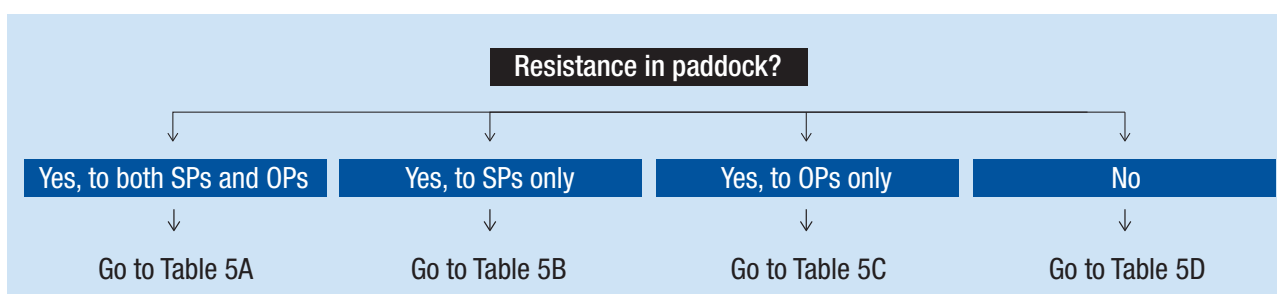 Resistance in paddock?
Yes, to both SPs and OPs
Yes, to SPs only
Yes, to OPs only
No
Go to Table 5A
Go to Table 5B
Go to Table 5C
Go to Table 5D